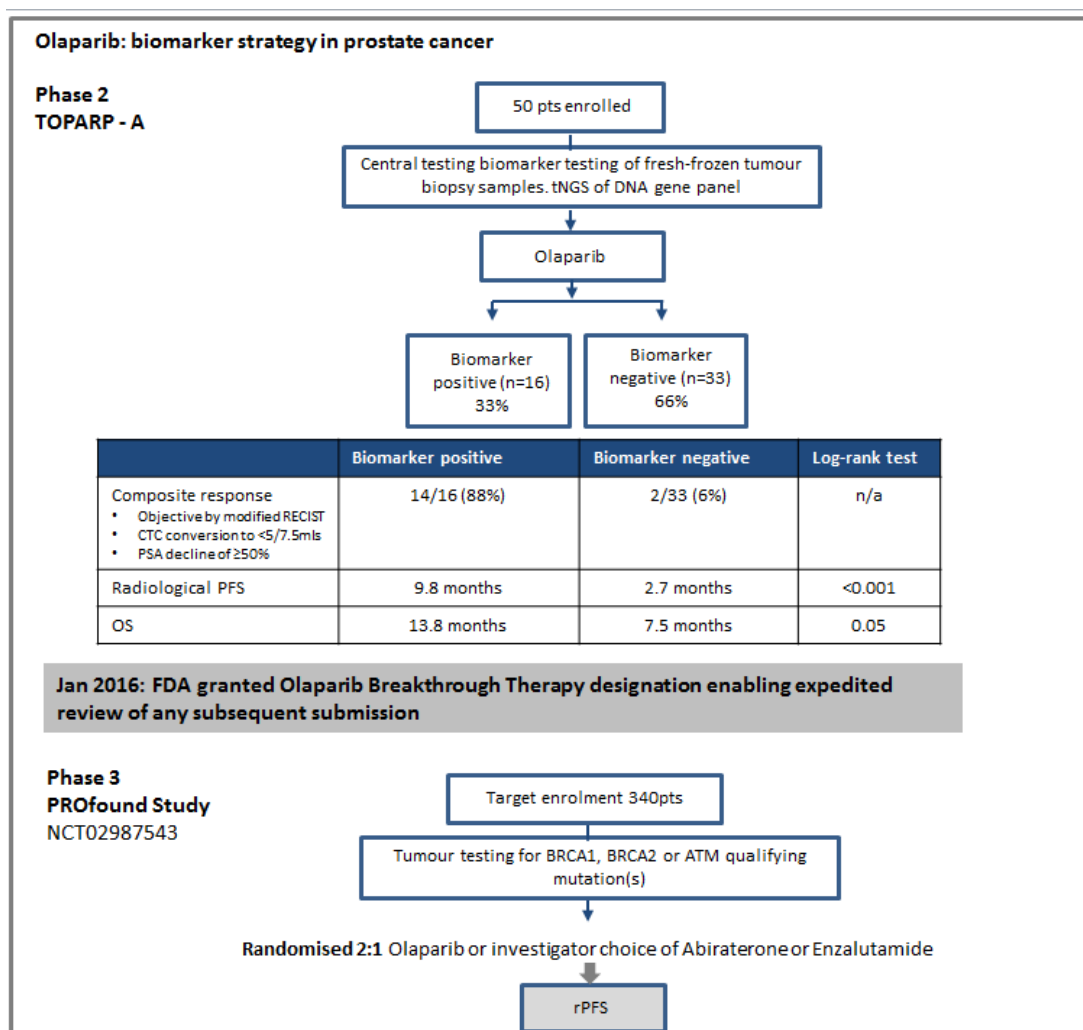 Olaparib: biomarker strategy in prostate cancer
Phase 2
TOPARP - A
50 pts enrolled
Central testing biomarker testing of fresh-frozen tumour
biopsy samples. tNGS of DNA gene panel
Olaparib
Biomarker
positive (n=16)
33%
Biomarker
negative (n=33)
66%
Biomarker positive Biomarker negative Log-rank test
Composite response 14/16 (88%) 2/33 (6%) n/a
• Objective by modified RECIST
• CTC conversion to <5/7.5mls
• PSA decline of ≥50%
Radiological PFS 9.8 months 2.7 months <0.001
OS 13.8 months 7.5 months 0.05
Jan 2016: FDA granted Olaparib Breakthrough Therapy designation enabling expedited
review of any subsequent submission
Phase 3
PROfound Study
NCT02987543
Target enrolment 340pts
Tumour testing for BRCA1, BRCA2 or ATM qualifying
mutation(s)
Randomised 2:1 Olaparib or investigator choice of Abiraterone or Enzalutamide
rPFS